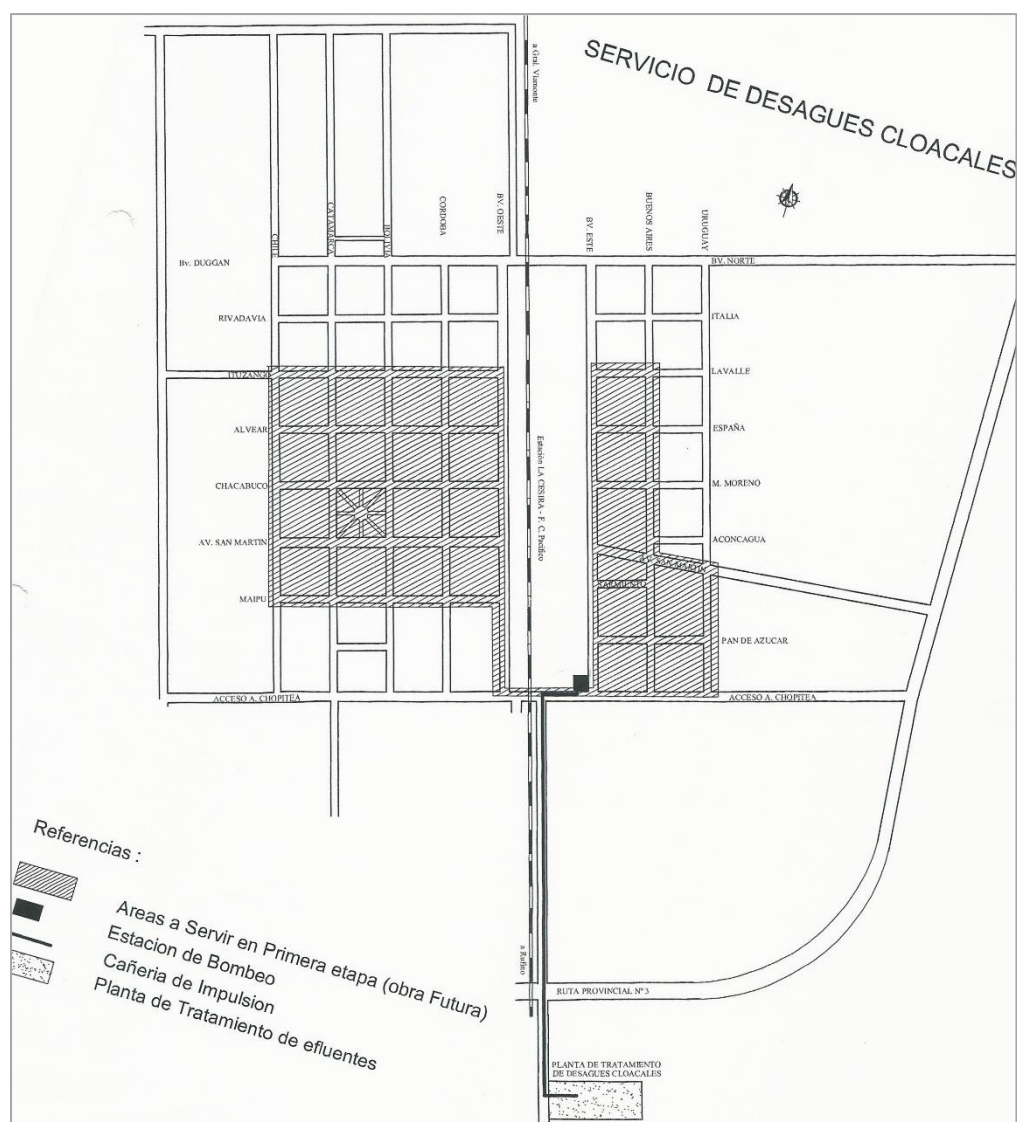 SERVICIO DE DESAGUES CLOACALES
a Gral. Viamonte
CHILE
CATAMARCA
BOLIVIA
CORDOBA
BV. OESTE
BV. ESTE
BUENOS AIRES
URUGUAY
Bv. DUGGAN
BV. NORTE
RIVADAVIA
ITALIA
ITUZANGO
LAVALLE
ALVEAR
ESPAÑA
Estación LA CESIRA - F. C. Pacífico
CHACABUCO
M. MORENO
AV. SAN MARTIN
ACONCAGUA
AV. SAN MARTIN
SARMIENTO
MAIPU
PAN DE AZUCAR
ACCESO A. CHOPITEA
ACCESO A. CHOPITEA
Referencias :
Areas a Servir en Primera etapa (obra Futura)
Estacion de Bombeo
Cañeria de Impulsion
Planta de Tratamiento de efluentes
a Rufino
RUTA PROVINCIAL Nº3
PLANTA DE TRATAMIENTO
DE DESAGUES CLOACALES